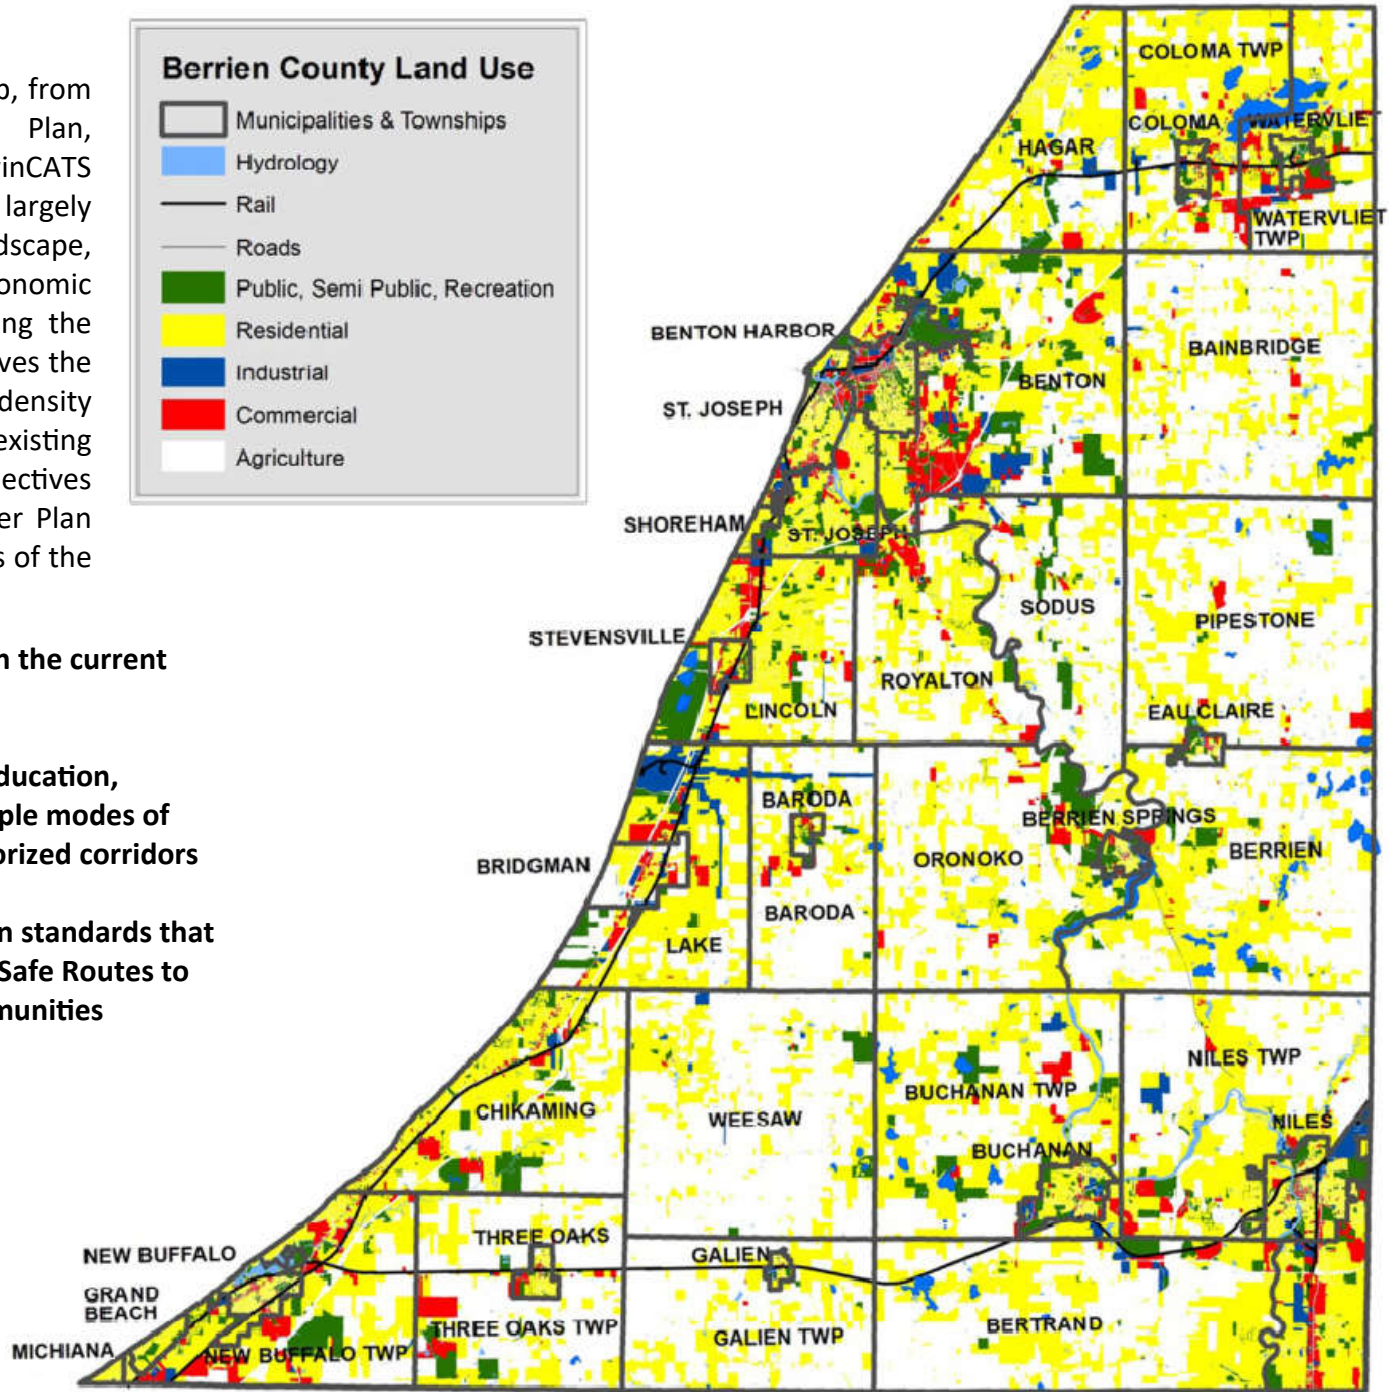 p, from
Plan,
inCATS
largely
dscape,
onomic
ing the
ves the
density
existing
ectives
er Plan
s of the
n the current
ducation,
ple modes of
orized corridors
n standards that
Safe Routes to
munities
Berrien County Land Use
Municipalities & Townships
Hydrology
Rail
Roads
Public, Semi Public, Recreation
Residential
Industrial
Commercial
Agriculture
COLOMA TWP
COLOMA
WATERVLIET
HAGAR
WATERVLIET
TWP
BENTON HARBOR
BAINBRIDGE
BENTON
ST. JOSEPH
SHOREHAM
ST. JOSEPH
SODUS
PIPESTONE
STEVENSVILLE
ROYALTON
LINCOLN
EAU CLAIRE
BARODA
BERRIEN SPRINGS
BRIDGMAN
ORONOKO
BERRIEN
BARODA
LAKE
NILES TWP
BUCHANAN TWP
CHIKAMING
WEESAW
NILES
BUCHANAN
THREE OAKS
NEW BUFFALO
GALIEN
GRAND
BEACH
BERTRAND
THREE OAKS TWP
GALIEN TWP
MICHIANA
NEW BUFFALO TWP